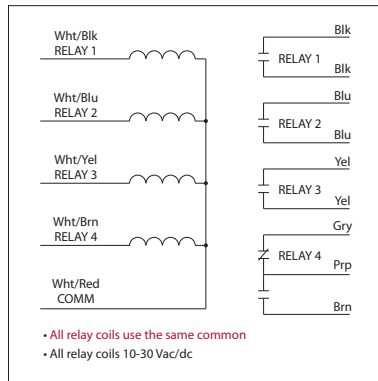 Wht/Blk
RELAY 1
Wht/Blu
RELAY 2
Wht/Yel
RELAY 3
Wht/Brn
RELAY 4
Wht/Red
COMM
Blk
RELAY 1
Blk
Blu
RELAY 2
Blu
Yel
RELAY 3
Yel
Gry
RELAY 4
Prp
Brn
• All relay coils use the same common
• All relay coils 10-30 Vac/dc